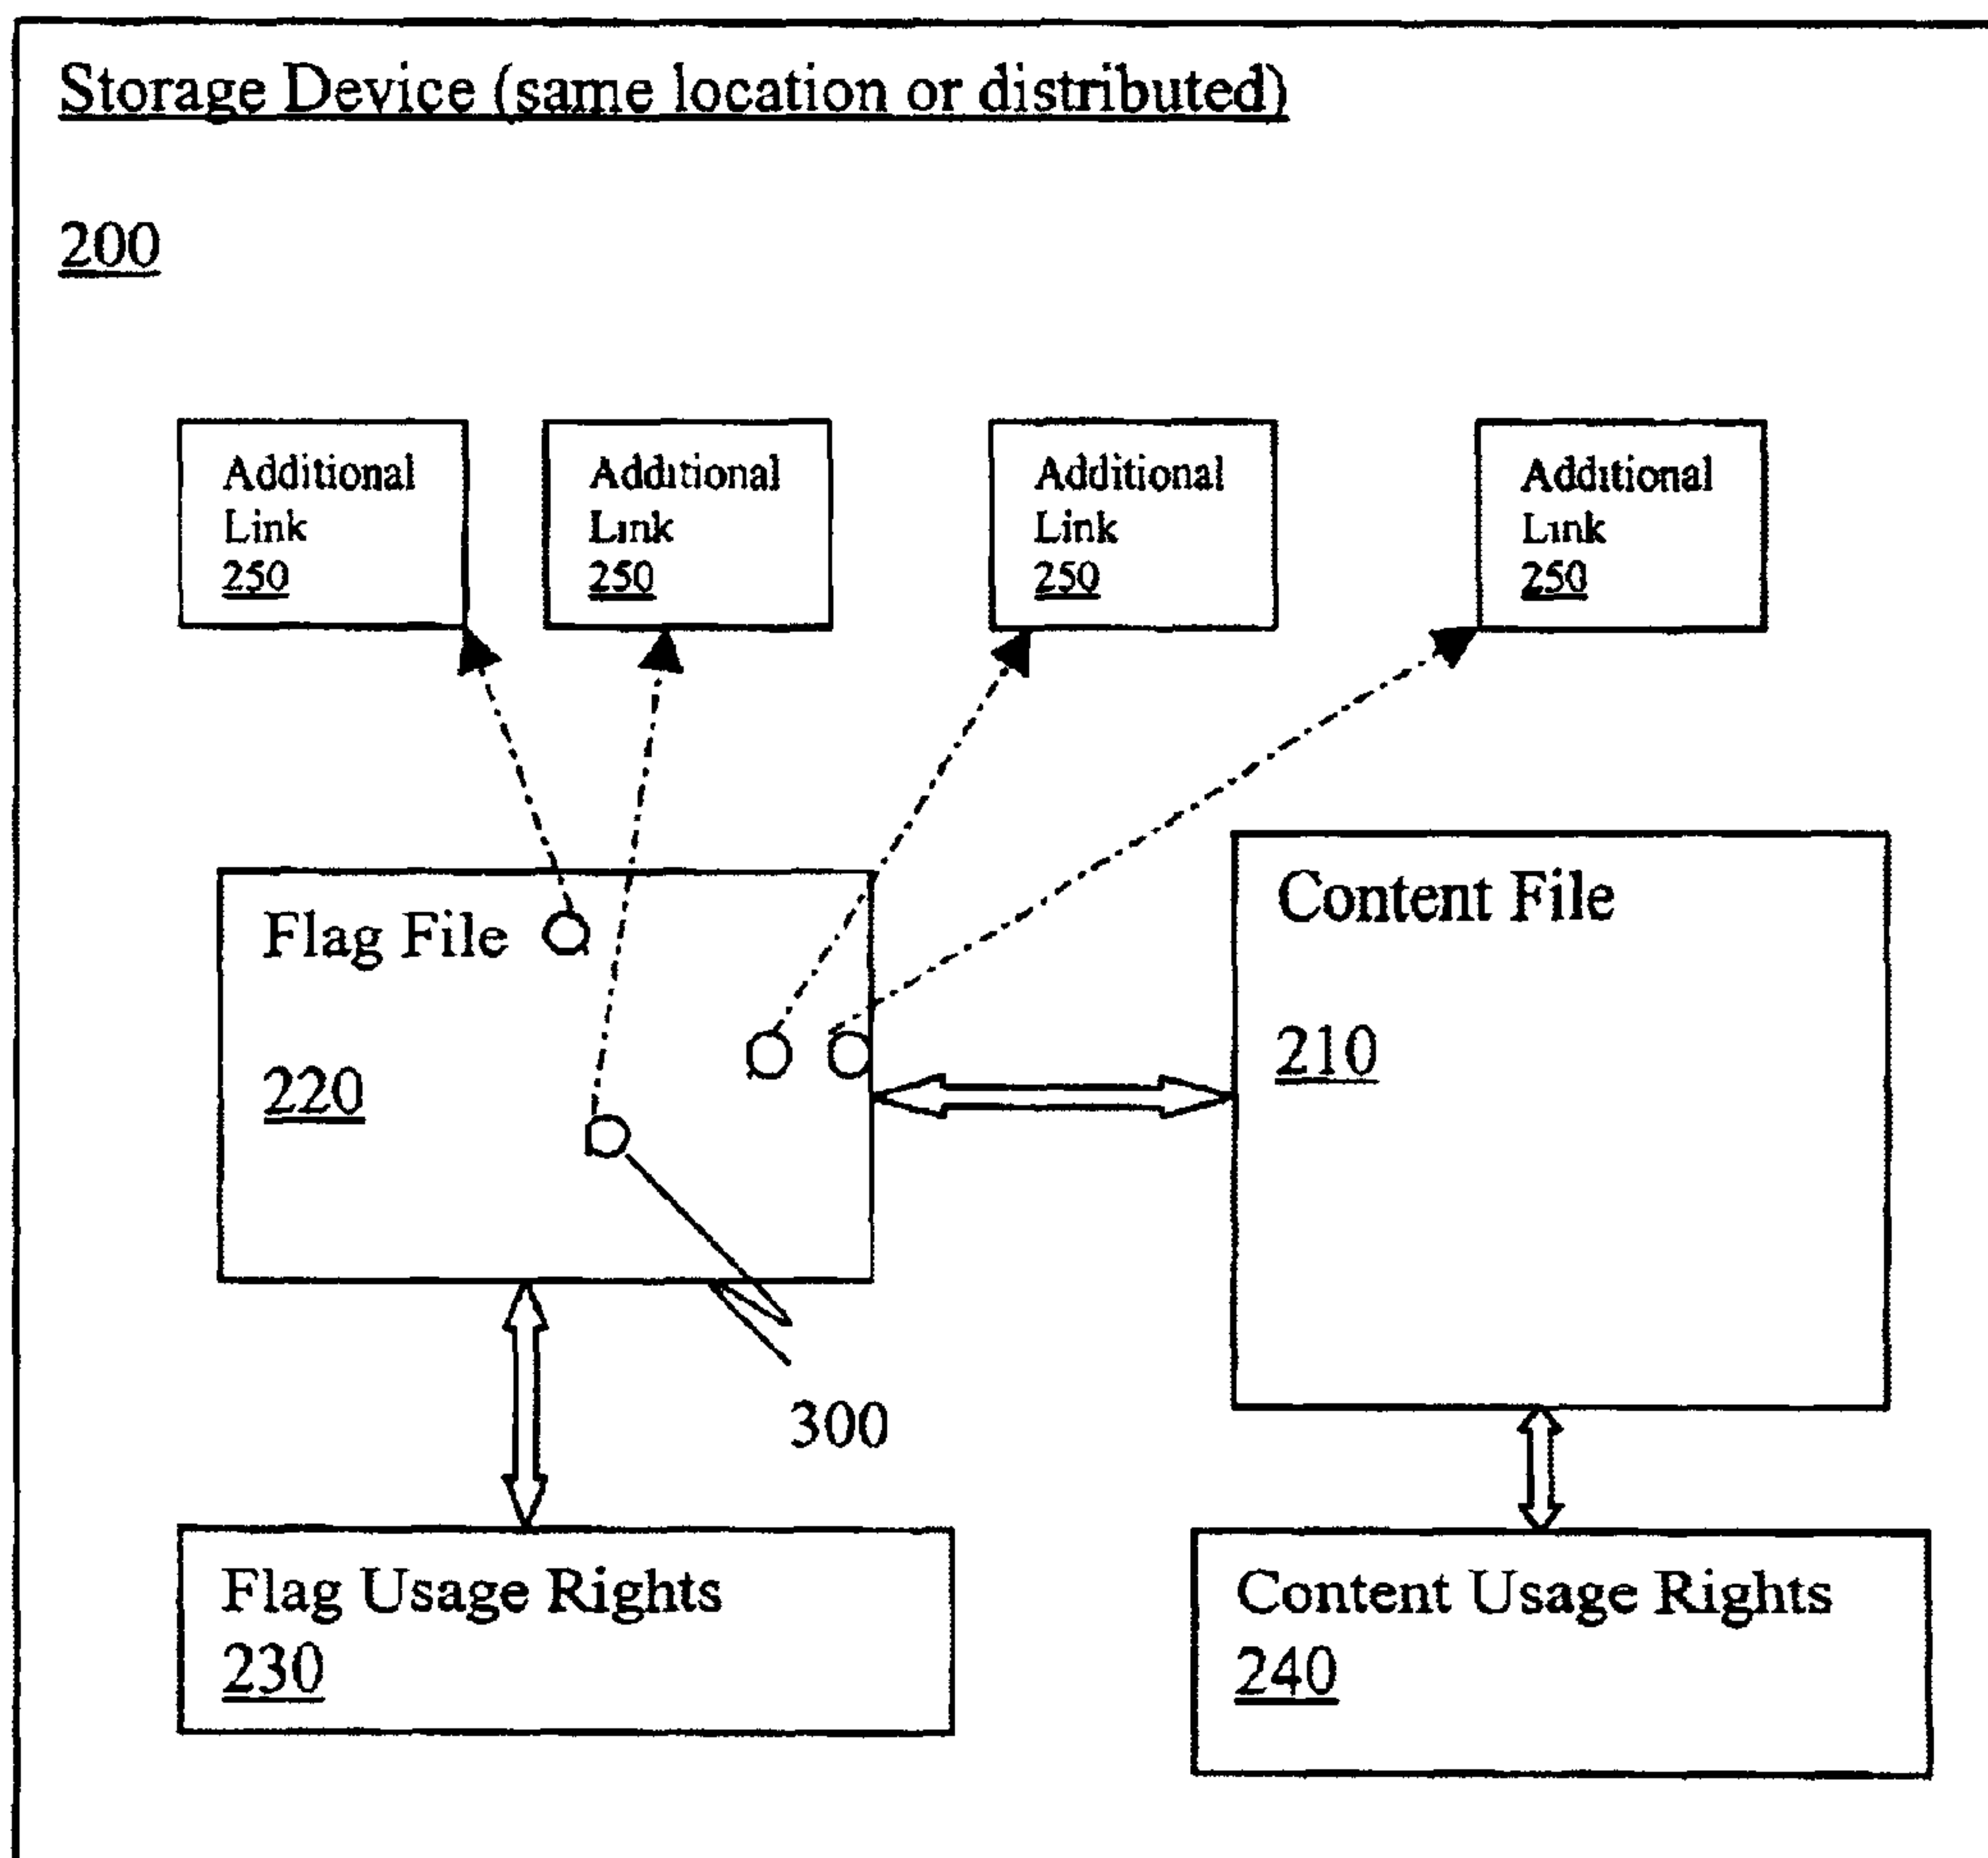 Storage Device (same location or distributed)
200
Additional
Link
250
Additional
Link
250
Additional
Link
250
Additional
Link
250
Flag File
220
Content File
210
300
Flag Usage Rights
230
Content Usage Rights
240